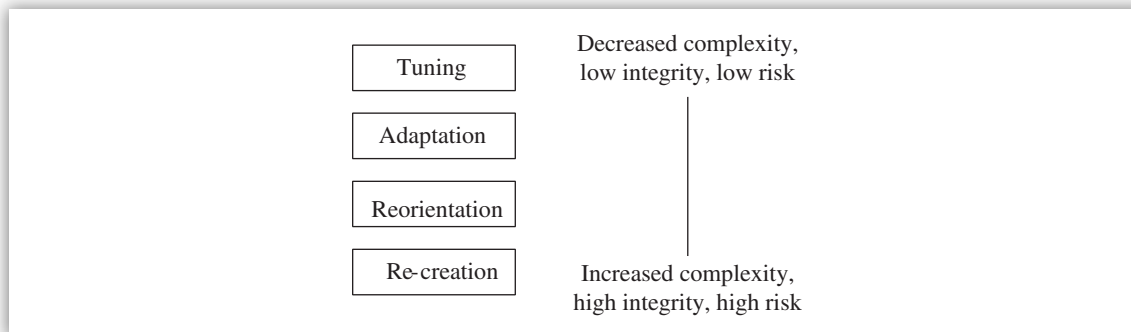 Tuning
Adaptation
Reorientation
Re-creation
Decreased complexity,
low integrity, low risk
Increased complexity,
high integrity, high risk